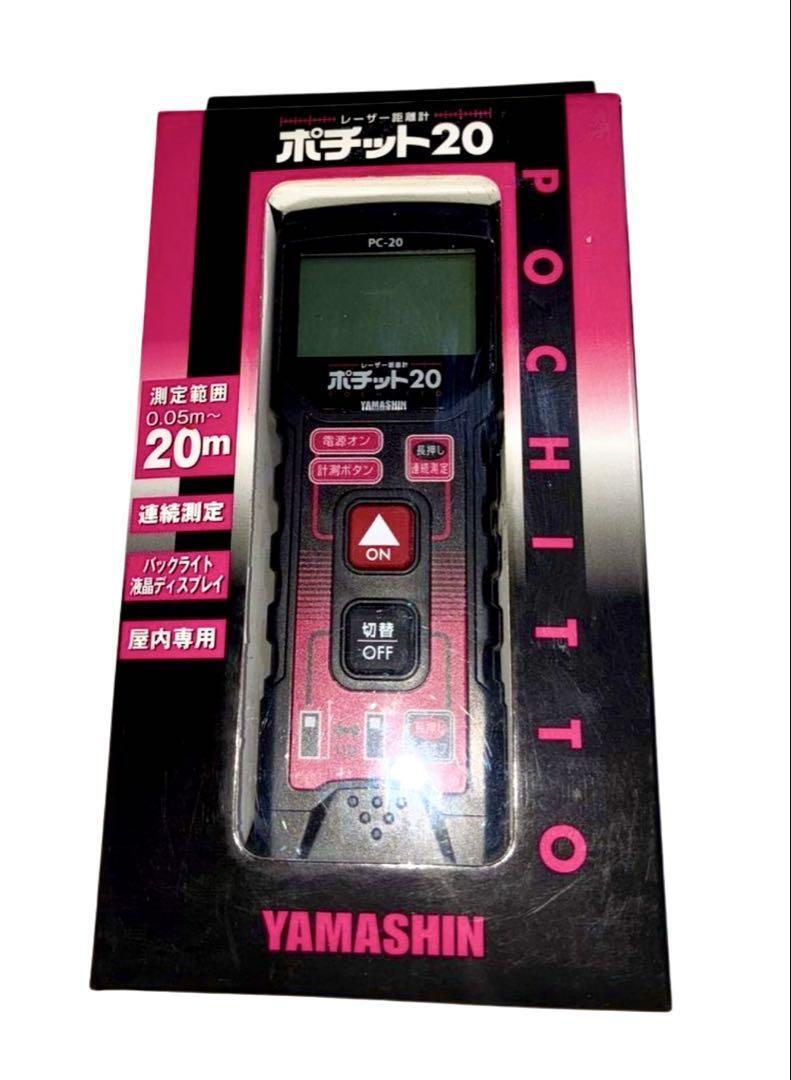 レーザー距離計
ポチット20
POCHITTO
PC-20
レーザー距離計
ポチット20
POCHITTO
YAMASHIN
測定範囲
0.05m～
20m
連続測定
バックライト
液晶ディスプレイ
屋内専用
電源オン
計測ボタン
長押し
連続測定
ON
切替
OFF
長押し
YAMASHIN